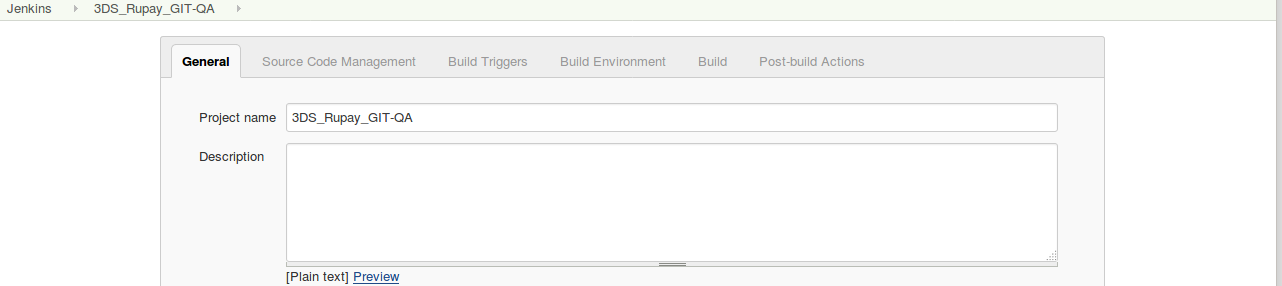 Jenkins 3DS_Rupay_GIT-QA
General Source Code Management Build Triggers Build Environment Build Post-build Actions
Project name 3DS_Rupay_GIT-QA
Description
[Plain text] Preview